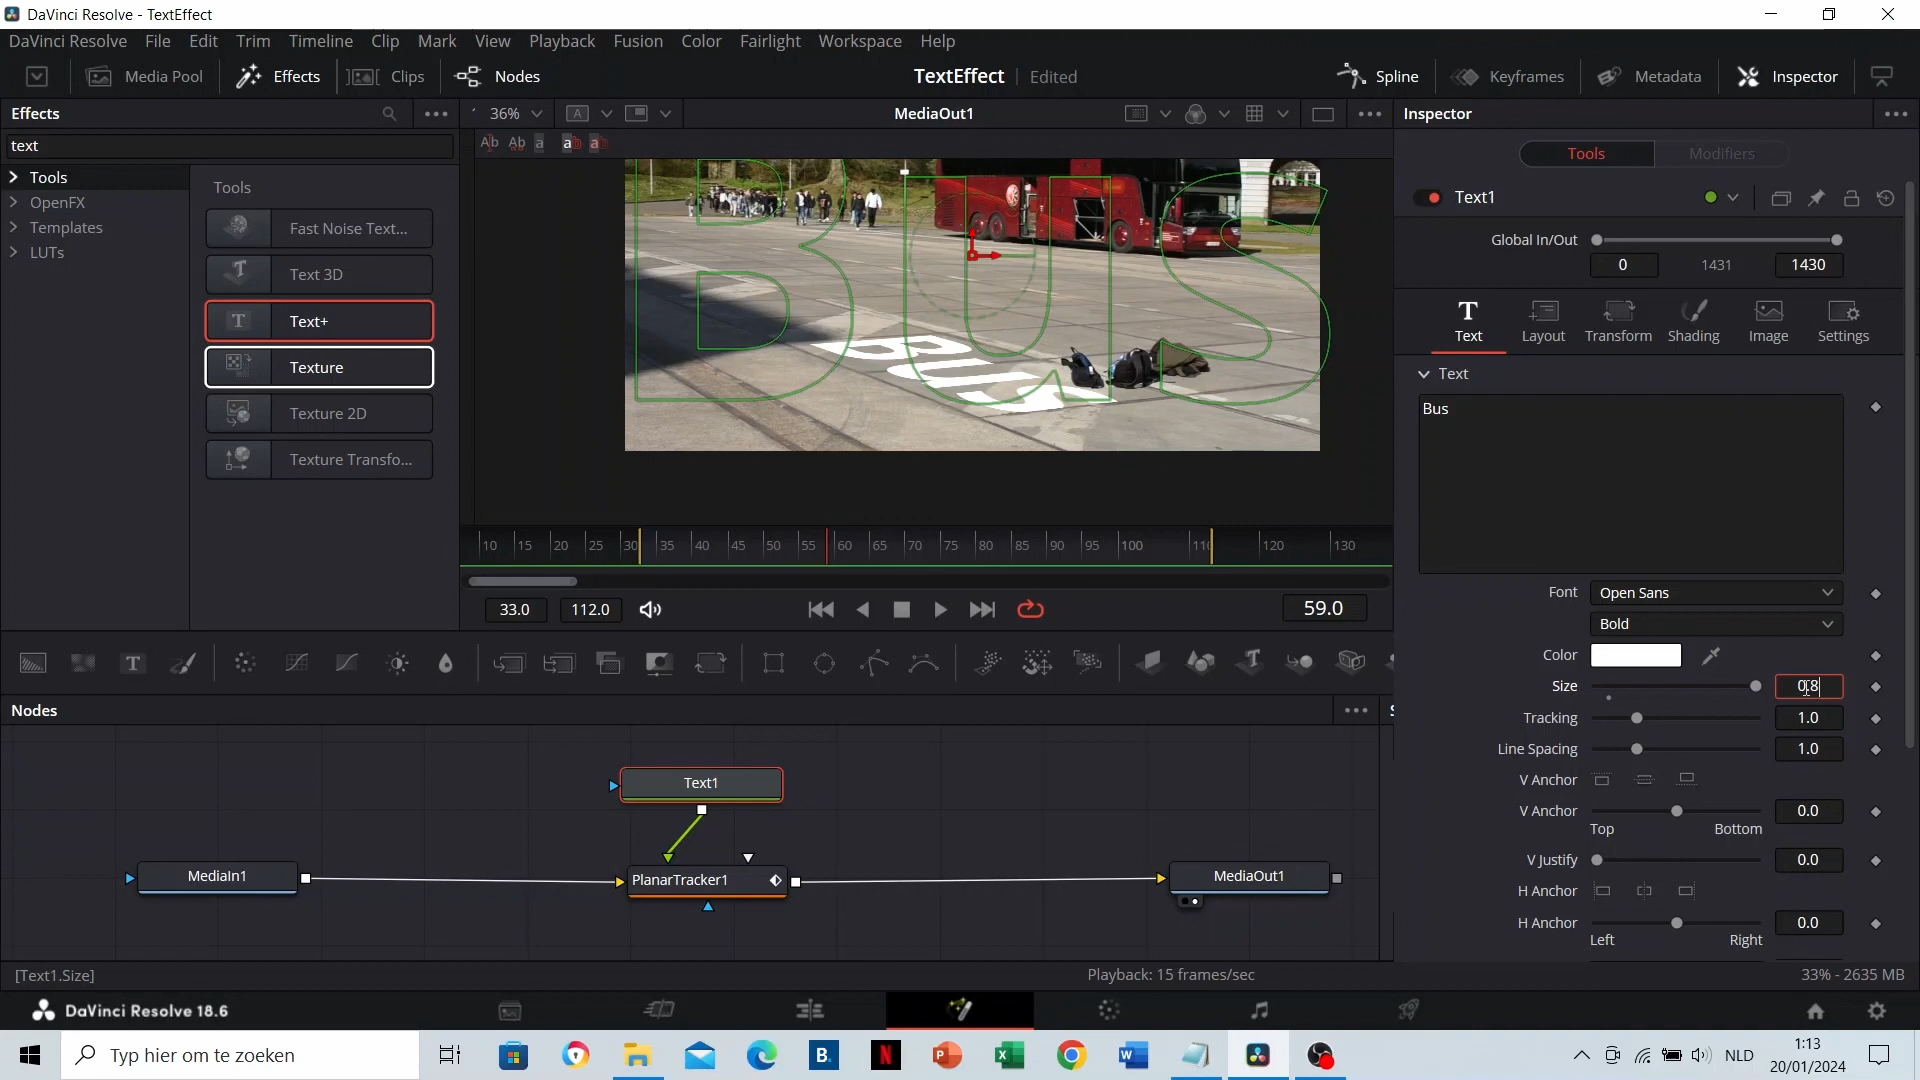 DaVinci Resolve - TextEffect
DaVinci Resolve File Edit Trim Timeline Clip Mark View Playback Fusion Color Fairlight Workspace Help
Media Pool Effects Clips Nodes TextEffect Edited Spline Keyframes Metadata Inspector
Effects 36% A MediaOut1 Inspector
text
Tools
OpenFX
Templates
LUTs
Tools
Fast Noise Text...
Text 3D
Text+
Texture
Texture 2D
Texture Transfo...
BUS
BUS
10 15 20 25 30 35 40 45 50 55 60 65 70 75 80 85 90 95 100 110 120 130
33.0 112.0 59.0
Tools Modifiers
Text1
Global In/Out
0 1431 1430
Text Layout Transform Shading Image Settings
Text
Bus
Font Open Sans
Bold
Color
Size 0.8
Tracking 1.0
Line Spacing 1.0
V Anchor
V Anchor 0.0
Top Bottom
V Justify 0.0
H Anchor
H Anchor 0.0
Left Right
Nodes
Text1
MediaIn1
PlanarTracker1
MediaOut1
[Text1.Size] Playback: 15 frames/sec 33% - 2635 MB
DaVinci Resolve 18.6
Typ hier om te zoeken
NLD
1:13
20/01/2024